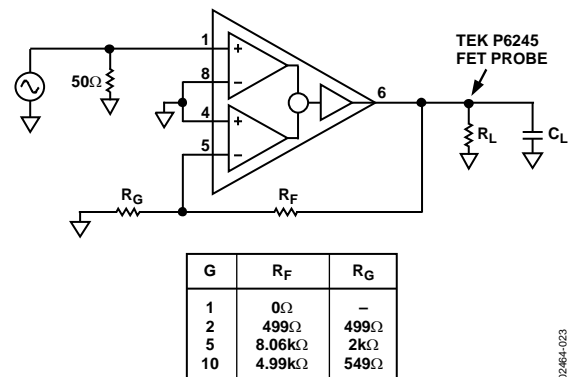 1
+
50Ω
8
–
4
+
5
–
6
TEK P6245
FET PROBE
R_L
C_L
R_G
R_F
G R_F R_G
1 0Ω –
2 499Ω 499Ω
5 8.06kΩ 2kΩ
10 4.99kΩ 549Ω
02464-023